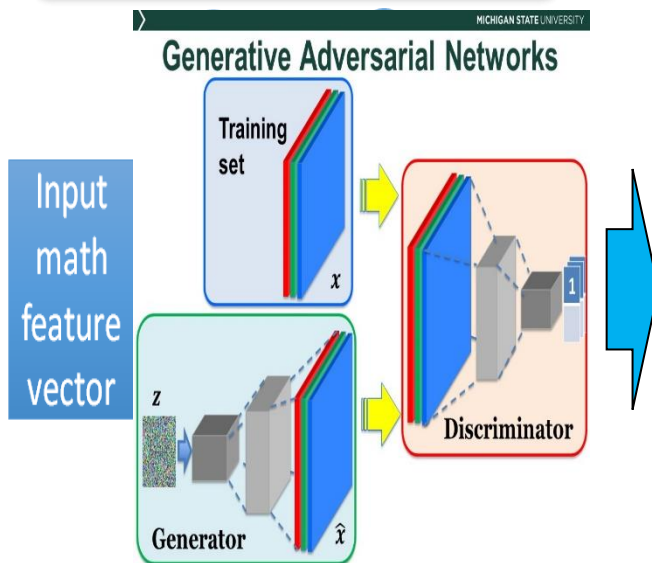 MICHIGAN STATE UNIVERSITY
Generative Adversarial Networks
Training
set
x
Input
math
feature
vector
1
Discriminator
z
Generator
x̂